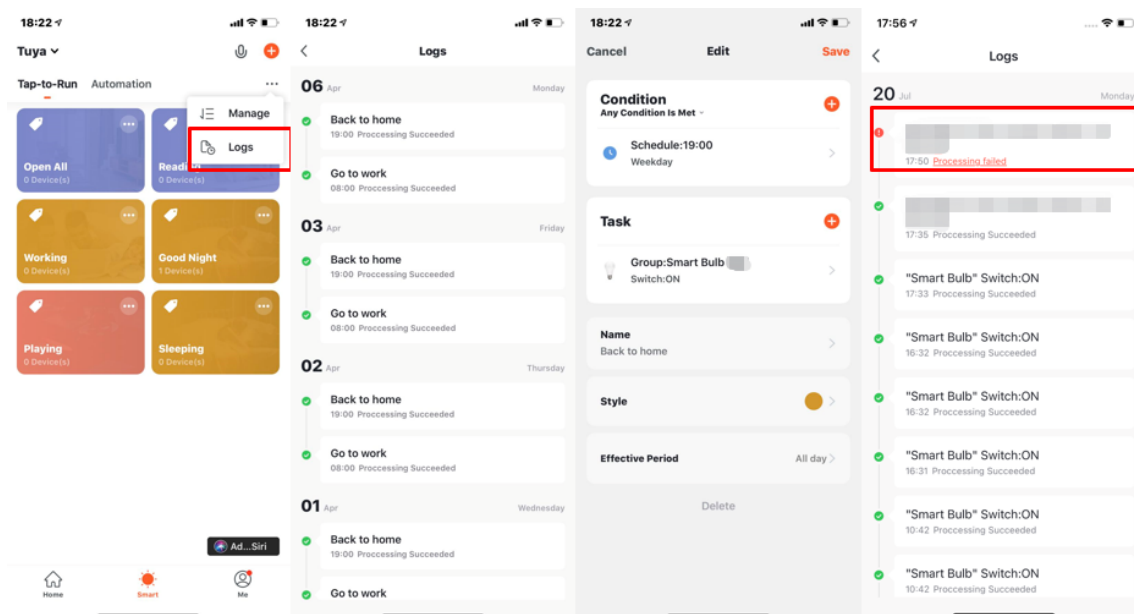 18:22
Tuya
Tap-to-Run Automation
Manage
Logs
Open All
0 Device(s)
Reading
0 Device(s)
Working
0 Device(s)
Good Night
1 Device(s)
Playing
0 Device(s)
Sleeping
0 Device(s)
Ad...Siri
Home Smart Me
18:22
Logs
06 Apr Monday
Back to home
19:00 Proccessing Succeeded
Go to work
08:00 Proccessing Succeeded
03 Apr Friday
Back to home
19:00 Proccessing Succeeded
Go to work
08:00 Proccessing Succeeded
02 Apr Thursday
Back to home
19:00 Proccessing Succeeded
Go to work
08:00 Proccessing Succeeded
01 Apr Wednesday
Back to home
19:00 Proccessing Succeeded
Go to work
18:22
Cancel Edit Save
Condition
Any Condition Is Met
Schedule:19:00
Weekday
Task
Group:Smart Bulb
Switch:ON
Name
Back to home
Style
Effective Period All day
Delete
17:56
Logs
20 Jul Monday
17:50 Processing failed
17:35 Proccessing Succeeded
"Smart Bulb" Switch:ON
17:33 Proccessing Succeeded
"Smart Bulb" Switch:ON
16:32 Proccessing Succeeded
"Smart Bulb" Switch:ON
16:32 Proccessing Succeeded
"Smart Bulb" Switch:ON
16:31 Proccessing Succeeded
"Smart Bulb" Switch:ON
10:42 Proccessing Succeeded
"Smart Bulb" Switch:ON
10:42 Proccessing Succeeded